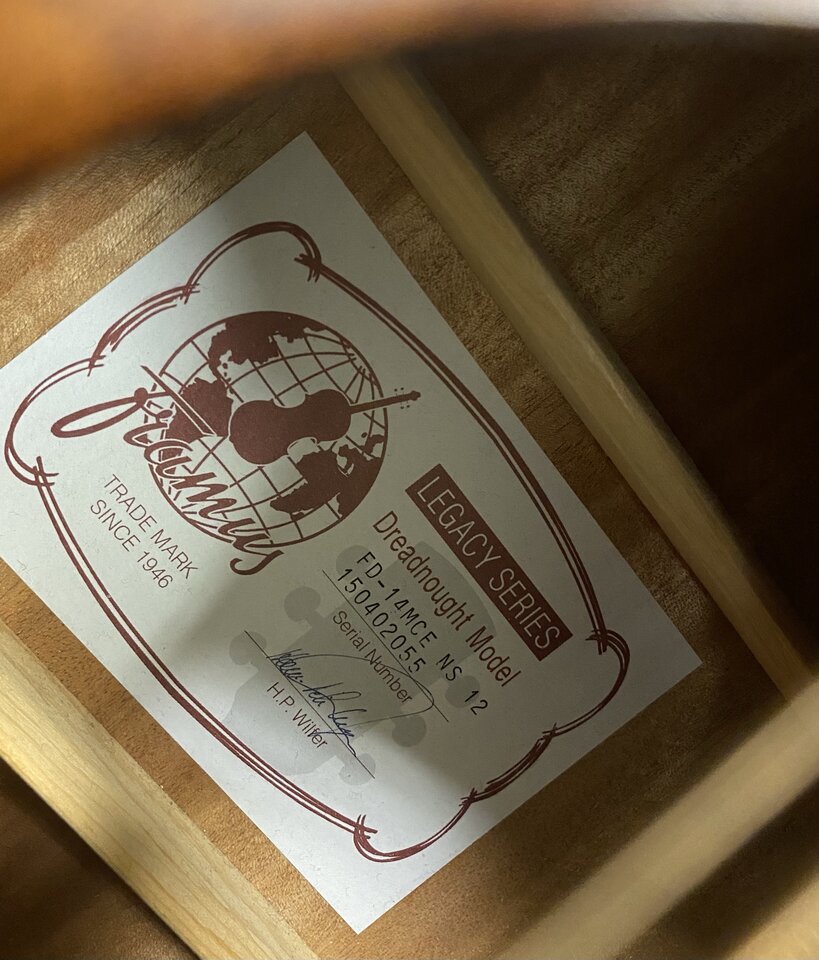 framus
TRADE MARK
SINCE 1946
LEGACY SERIES
Dreadnought Model
FD-14MCE NS 12
150402055
Serial Number
H.P. Wilfer